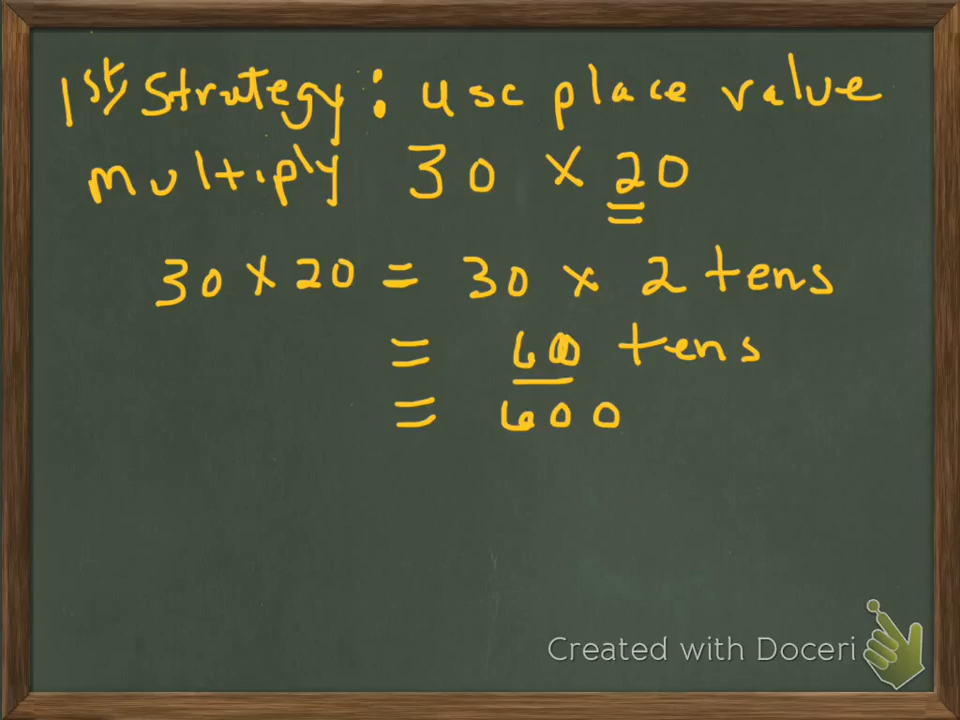 1st Strategy: use place value
multiply 30 × 20
30 × 20 = 30 × 2 tens
= 60 tens
= 600
Created with Doceri